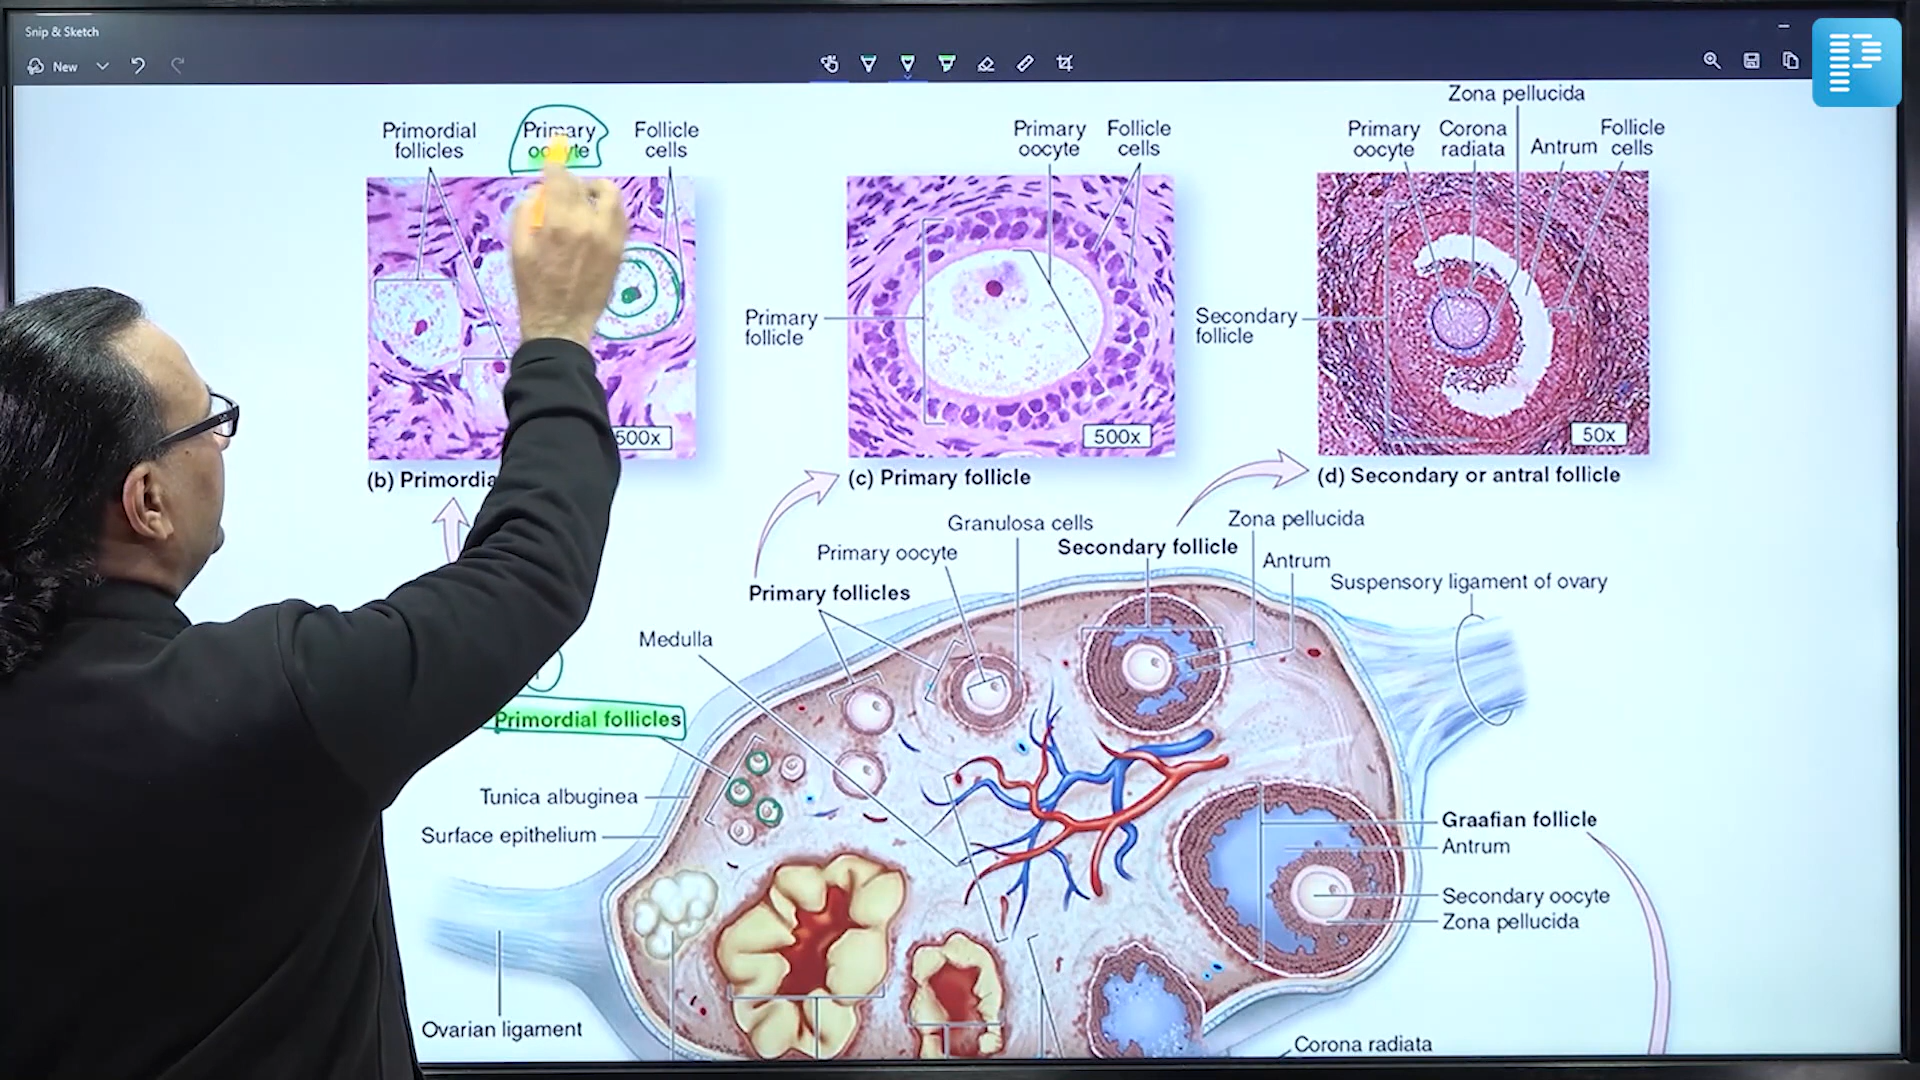 Snip & Sketch
New
Zona pellucida
Primordial
follicles
Primary
oocyte
Follicle
cells
Primary
oocyte
Follicle
cells
Primary
oocyte
Corona
radiata
Antrum
Follicle
cells
Primary
follicle
Secondary
follicle
500x
500x
50x
(b) Primordia
(c) Primary follicle
(d) Secondary or antral follicle
Granulosa cells
Zona pellucida
Primary oocyte
Secondary follicle
Antrum
Primary follicles
Suspensory ligament of ovary
Medulla
Primordial follicles
Tunica albuginea
Surface epithelium
Graafian follicle
Antrum
Secondary oocyte
Zona pellucida
Ovarian ligament
Corona radiata